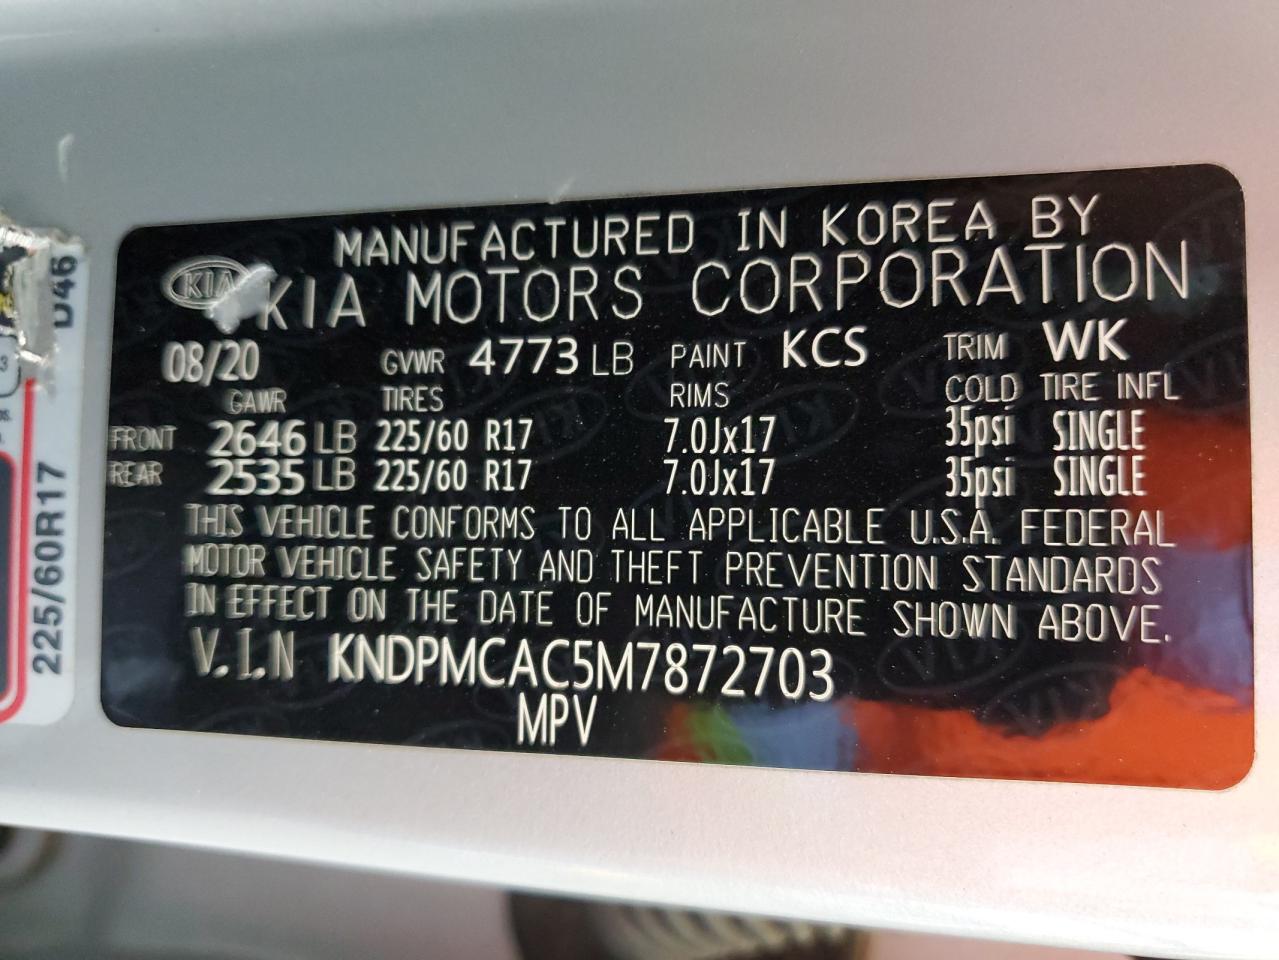 MANUFACTURED IN KOREA BY
KIA KIA MOTORS CORPORATION
08/20 GVWR 4773 LB PAINT KCS TRIM WK
GAWR TIRES RIMS COLD TIRE INFL
FRONT 2646 LB 225/60 R17 7.0Jx17 35psi SINGLE
REAR 2535 LB 225/60 R17 7.0Jx17 35psi SINGLE
THIS VEHICLE CONFORMS TO ALL APPLICABLE U.S.A. FEDERAL
MOTOR VEHICLE SAFETY AND THEFT PREVENTION STANDARDS
IN EFFECT ON THE DATE OF MANUFACTURE SHOWN ABOVE.
V.I.N KNDPMCAC5M7872703
MPV
225/60R17
D46
3